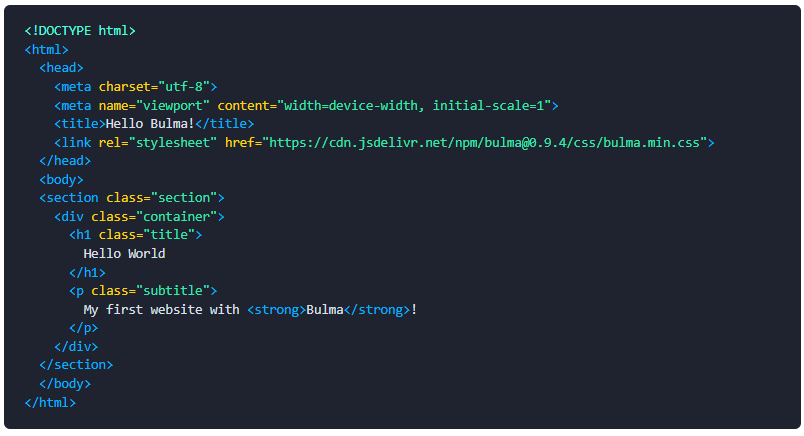 <!DOCTYPE html>
<html>
  <head>
    <meta charset="utf-8">
    <meta name="viewport" content="width=device-width, initial-scale=1">
    <title>Hello Bulma!</title>
    <link rel="stylesheet" href="https://cdn.jsdelivr.net/npm/bulma@0.9.4/css/bulma.min.css">
  </head>
  <body>
  <section class="section">
    <div class="container">
      <h1 class="title">
        Hello World
      </h1>
      <p class="subtitle">
        My first website with <strong>Bulma</strong>!
      </p>
    </div>
  </section>
  </body>
</html>